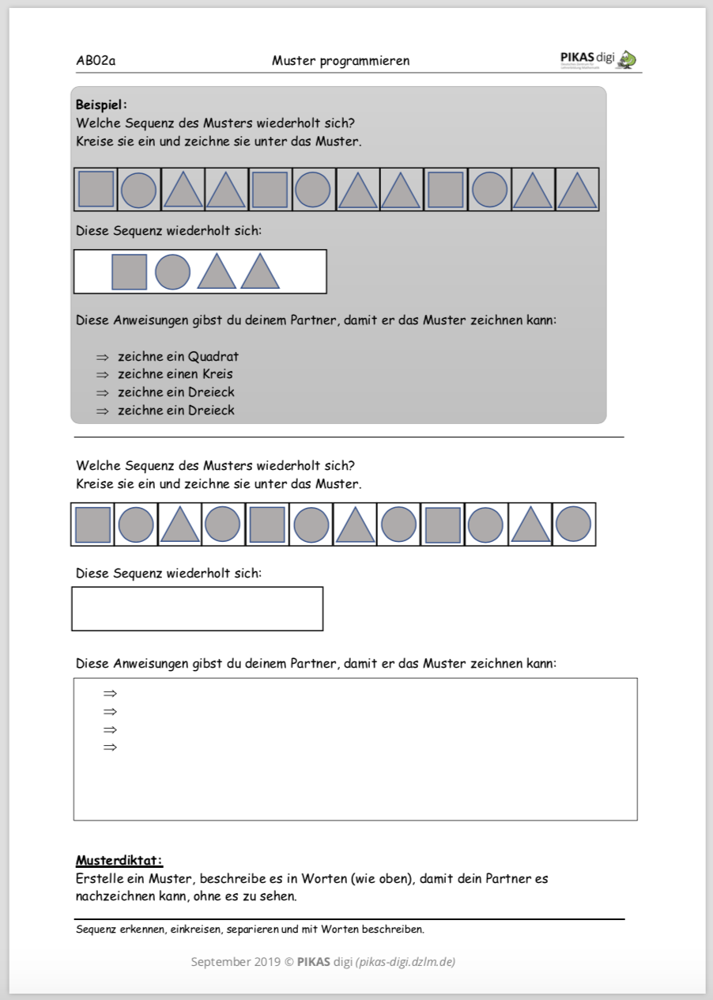 AB02a Muster programmieren PIKAS digi
Beispiel:
Welche Sequenz des Musters wiederholt sich?
Kreise sie ein und zeichne sie unter das Muster.
Diese Sequenz wiederholt sich:
Diese Anweisungen gibst du deinem Partner, damit er das Muster zeichnen kann:
⇒ zeichne ein Quadrat
⇒ zeichne einen Kreis
⇒ zeichne ein Dreieck
⇒ zeichne ein Dreieck
Welche Sequenz des Musters wiederholt sich?
Kreise sie ein und zeichne sie unter das Muster.
Diese Sequenz wiederholt sich:
Diese Anweisungen gibst du deinem Partner, damit er das Muster zeichnen kann:
⇒
⇒
⇒
⇒
Musterdiktat:
Erstelle ein Muster, beschreibe es in Worten (wie oben), damit dein Partner es
nachzeichnen kann, ohne es zu sehen.
Sequenz erkennen, einkreisen, separieren und mit Worten beschreiben.
September 2019 © PIKAS digi (pikas-digi.dzlm.de)